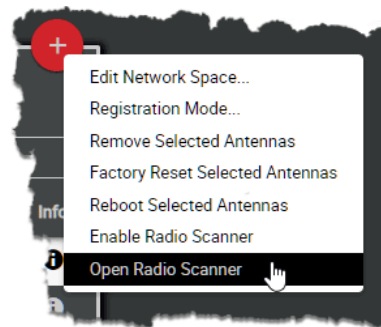 Edit Network Space...
Registration Mode...
Remove Selected Antennas
Factory Reset Selected Antennas
Reboot Selected Antennas
Enable Radio Scanner
Open Radio Scanner